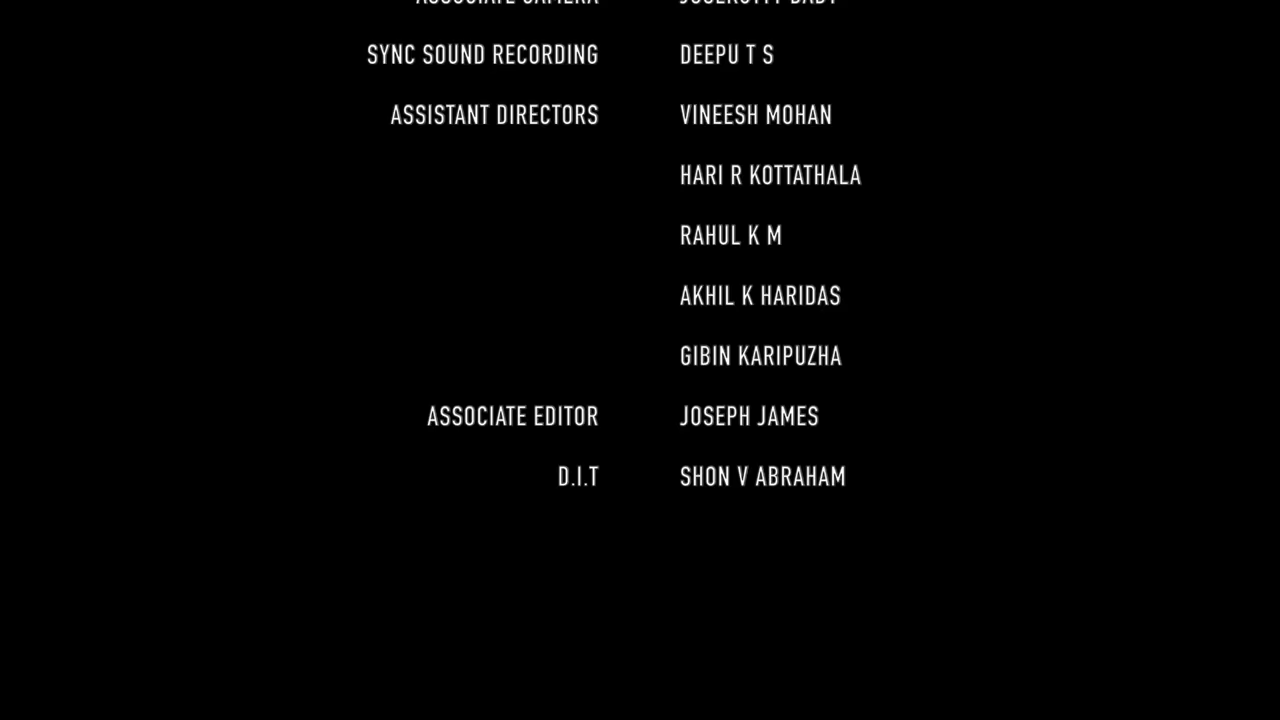 SYNC SOUND RECORDING DEEPU T S
ASSISTANT DIRECTORS VINEESH MOHAN
HARI R KOTTATHALA
RAHUL K M
AKHIL K HARIDAS
GIBIN KARIPUZHA
ASSOCIATE EDITOR JOSEPH JAMES
D.I.T SHON V ABRAHAM